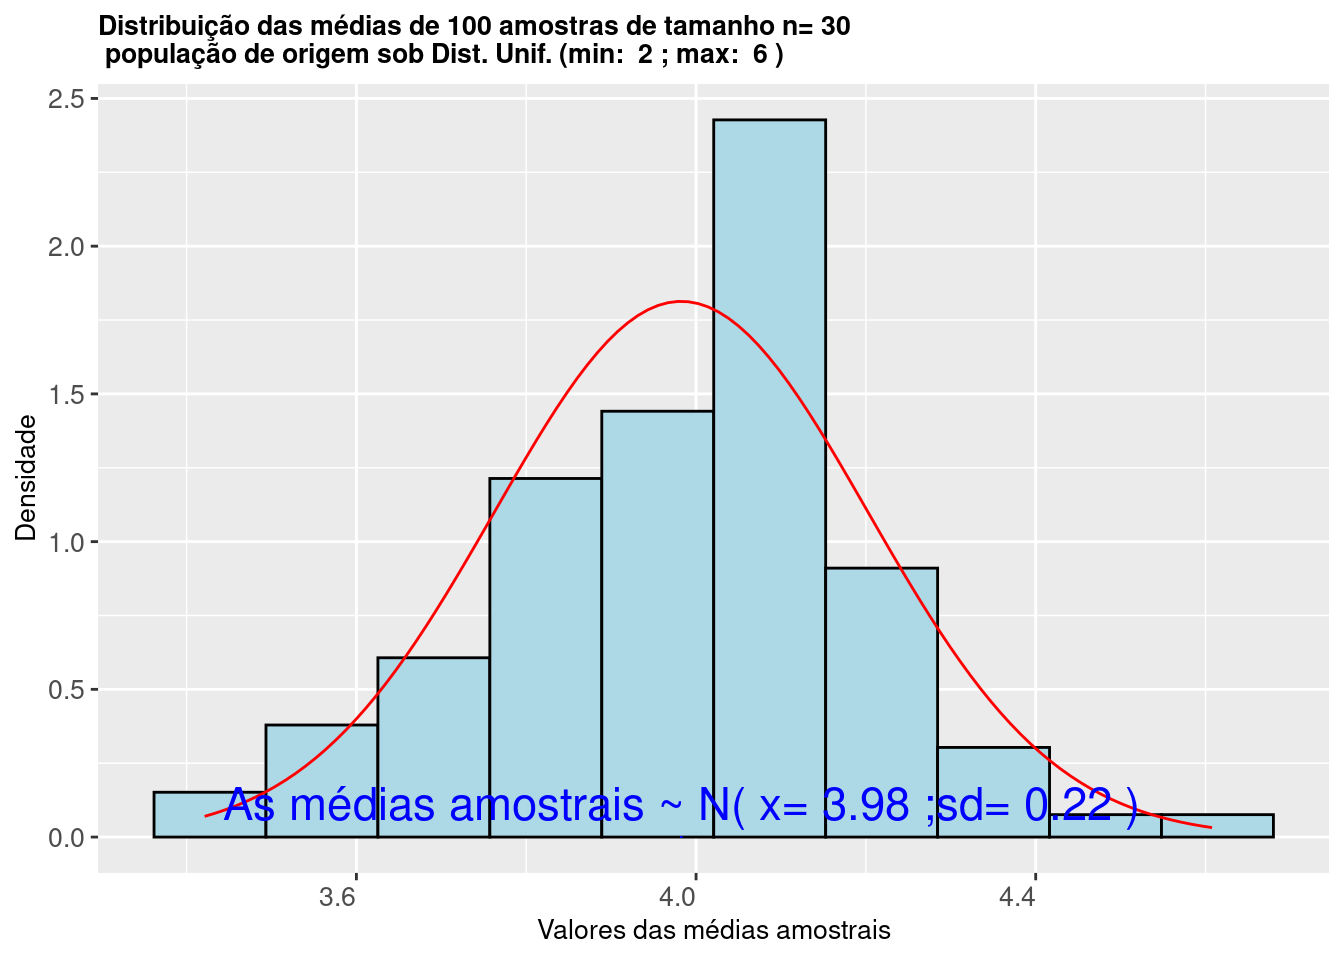 Distribuição das médias de 100 amostras de tamanho n= 30
população de origem sob Dist. Unif. (min:  2 ; max:  6 )
2.5
2.0
1.5
1.0
0.5
0.0
Densidade
As médias amostrais ~ N( x= 3.98 ;sd= 0.22 )
3.6
4.0
4.4
Valores das médias amostrais